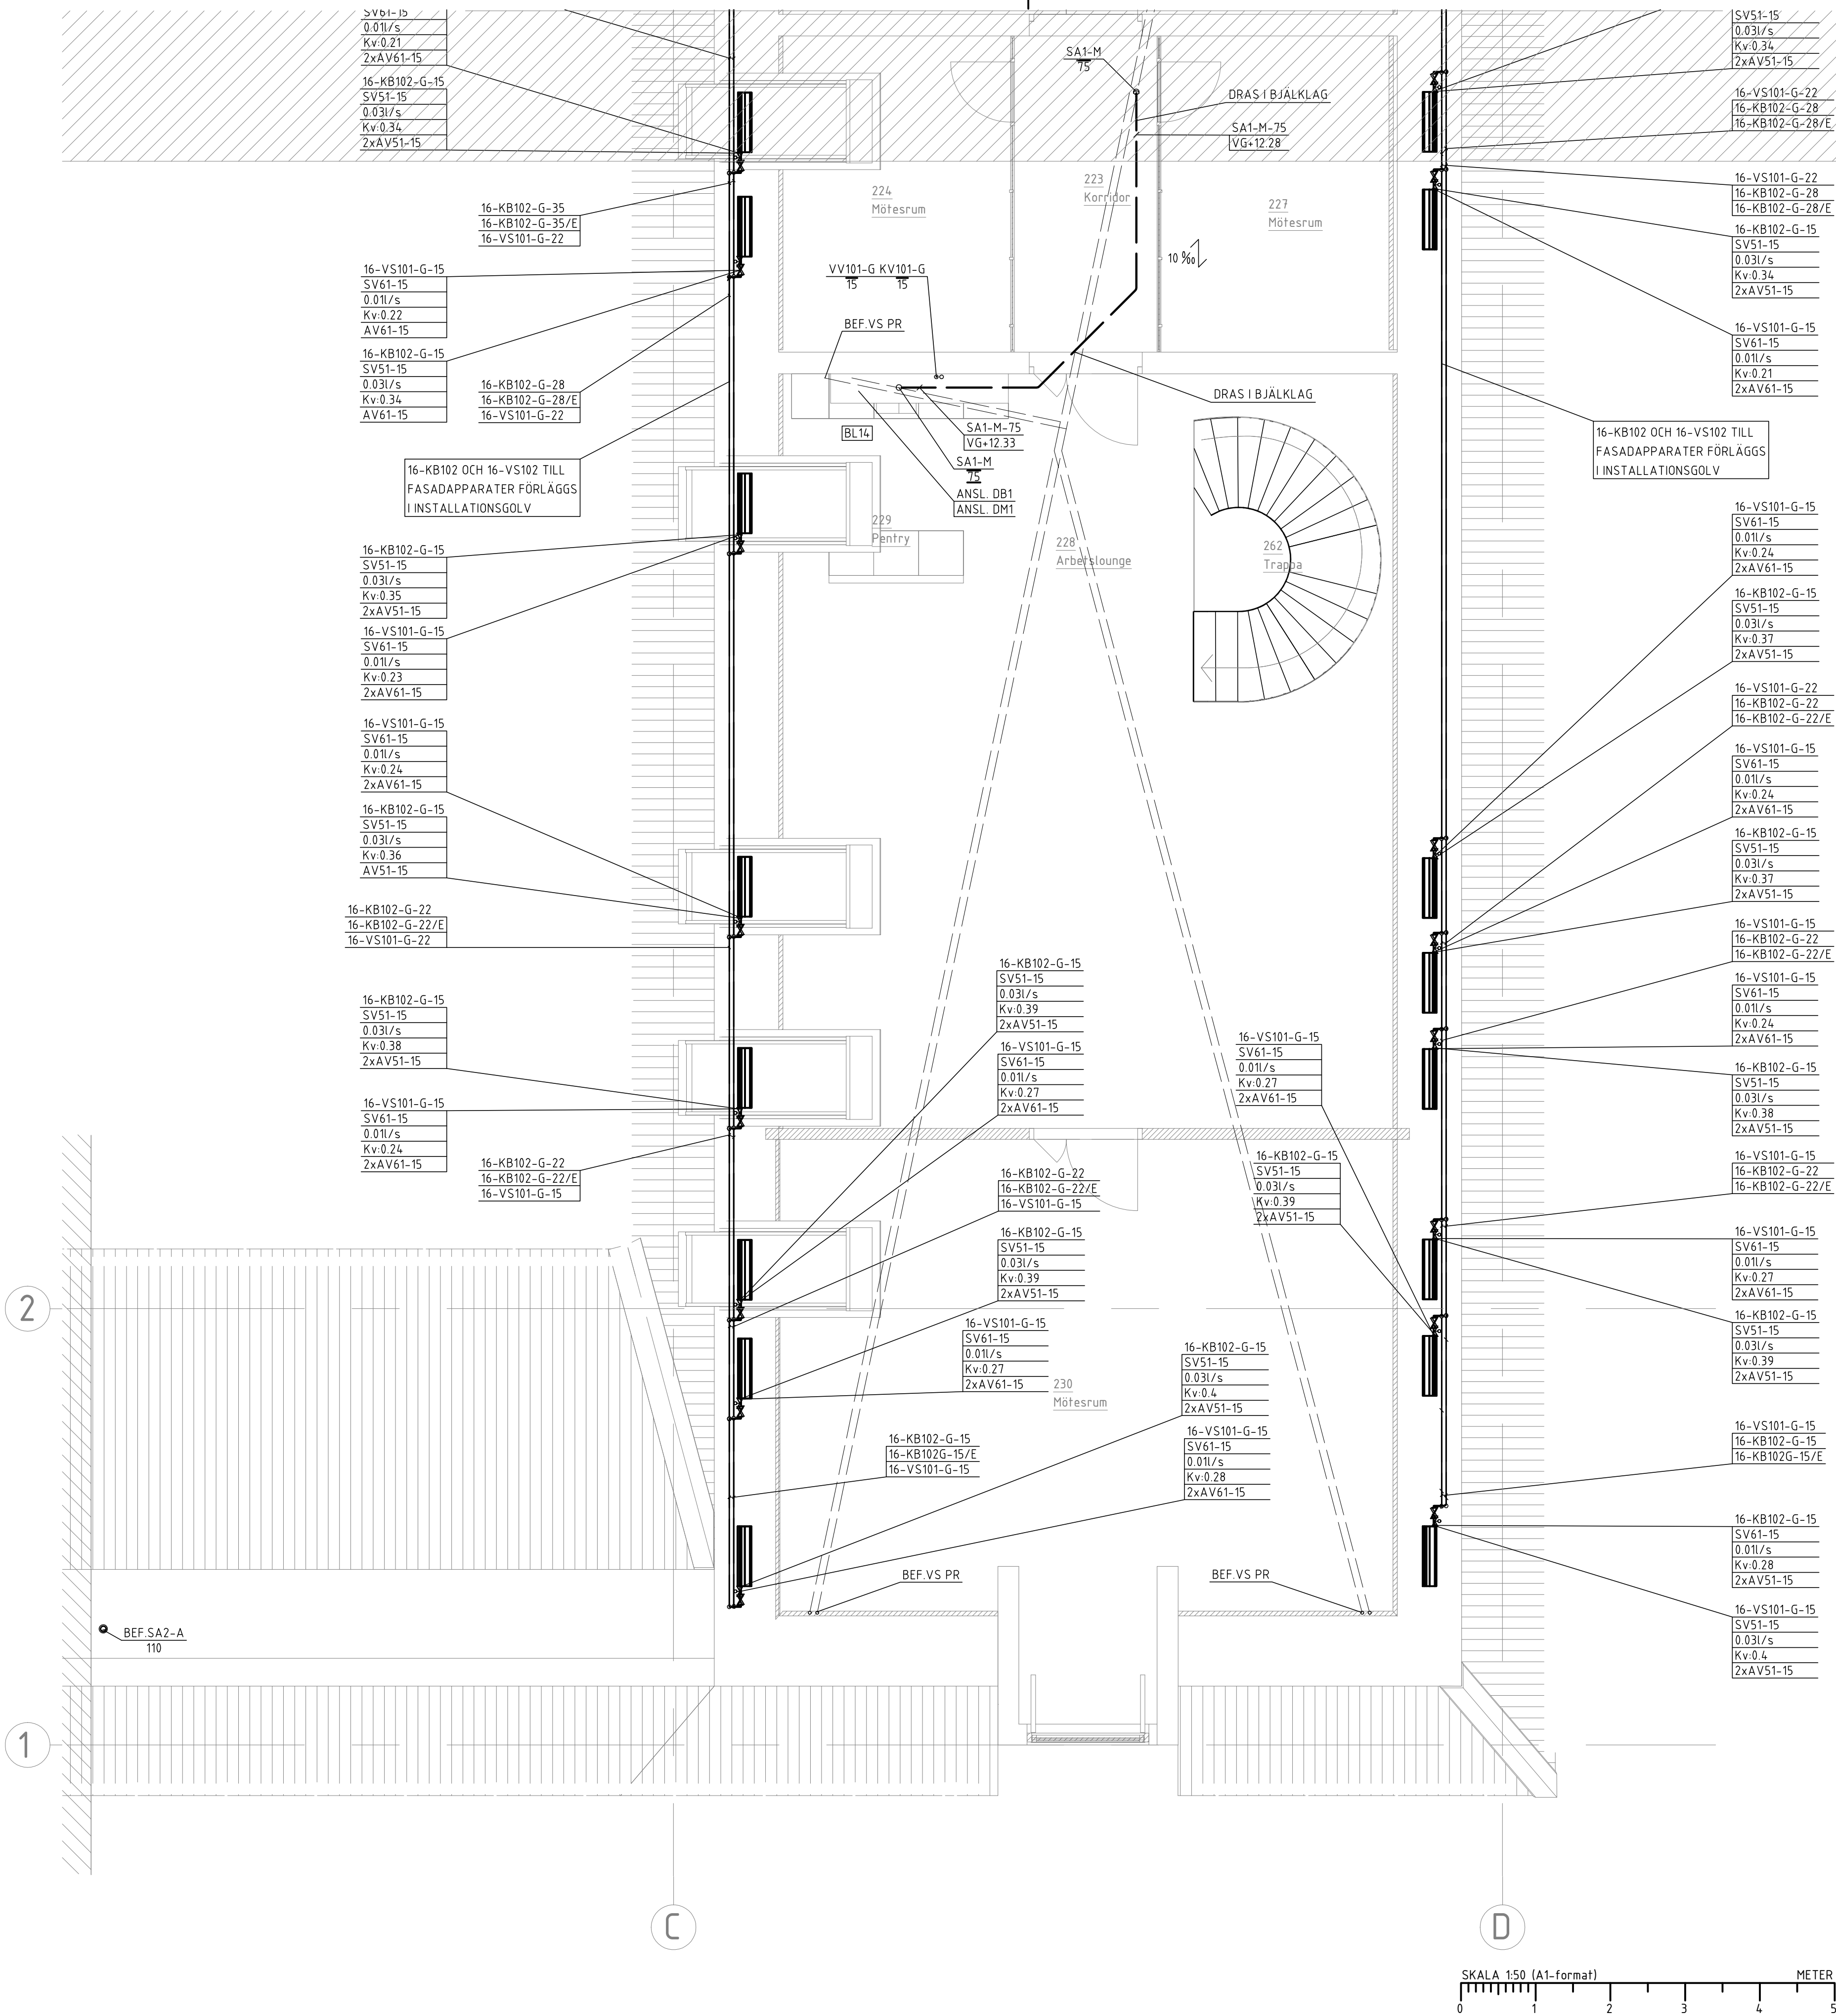 SV61-15
0.01l/s
Kv:0.21
2xAV61-15
16-KB102-G-15
SV51-15
0.03l/s
Kv:0.34
2xAV51-15
16-KB102-G-35
16-KB102-G-35/E
16-VS101-G-22
16-VS101-G-15
SV61-15
0.01l/s
Kv:0.22
AV61-15
16-KB102-G-15
SV51-15
0.03l/s
Kv:0.34
AV61-15
16-KB102-G-28
16-KB102-G-28/E
16-VS101-G-22
16-KB102 OCH 16-VS102 TILL
FASADAPPARATER FÖRLÄGGS
I INSTALLATIONSGOLV
16-KB102-G-15
SV51-15
0.03l/s
Kv:0.35
2xAV51-15
16-VS101-G-15
SV61-15
0.01l/s
Kv:0.23
2xAV61-15
16-VS101-G-15
SV61-15
0.01l/s
Kv:0.24
2xAV61-15
16-KB102-G-15
SV51-15
0.03l/s
Kv:0.36
AV51-15
16-KB102-G-22
16-KB102-G-22/E
16-VS101-G-22
16-KB102-G-15
SV51-15
0.03l/s
Kv:0.38
2xAV51-15
16-VS101-G-15
SV61-15
0.01l/s
Kv:0.24
2xAV61-15
16-KB102-G-22
16-KB102-G-22/E
16-VS101-G-15
SA1-M
75
DRAS I BJÄLKLAG
SA1-M-75
VG+12.28
224
Mötesrum
223
Korridor
227
Mötesrum
10 ‰
VV101-G KV101-G
15 15
BEF.VS PR
DRAS I BJÄLKLAG
BL14
SA1-M-75
VG+12.33
SA1-M
75
ANSL. DB1
ANSL. DM1
229
Pentry
228
Arbetslounge
262
Trappa
16-KB102-G-15
SV51-15
0.03l/s
Kv:0.39
2xAV51-15
16-VS101-G-15
SV61-15
0.01l/s
Kv:0.27
2xAV61-15
16-VS101-G-15
SV61-15
0.01l/s
Kv:0.27
2xAV61-15
16-KB102-G-15
SV51-15
0.03l/s
Kv:0.39
2xAV51-15
16-KB102-G-22
16-KB102-G-22/E
16-VS101-G-15
16-KB102-G-15
SV51-15
0.03l/s
Kv:0.39
2xAV51-15
16-VS101-G-15
SV61-15
0.01l/s
Kv:0.27
2xAV61-15
230
Mötesrum
16-KB102-G-15
SV51-15
0.03l/s
Kv:0.4
2xAV51-15
16-VS101-G-15
SV61-15
0.01l/s
Kv:0.28
2xAV61-15
16-KB102-G-15
16-KB102G-15/E
16-VS101-G-15
BEF.VS PR
BEF.VS PR
BEF.SA2-A
110
SV51-15
0.03l/s
Kv:0.34
2xAV51-15
16-VS101-G-22
16-KB102-G-28
16-KB102-G-28/E
16-VS101-G-22
16-KB102-G-28
16-KB102-G-28/E
16-KB102-G-15
SV51-15
0.03l/s
Kv:0.34
2xAV51-15
16-VS101-G-15
SV61-15
0.01l/s
Kv:0.21
2xAV61-15
16-KB102 OCH 16-VS102 TILL
FASADAPPARATER FÖRLÄGGS
I INSTALLATIONSGOLV
16-VS101-G-15
SV61-15
0.01l/s
Kv:0.24
2xAV61-15
16-KB102-G-15
SV51-15
0.03l/s
Kv:0.37
2xAV51-15
16-VS101-G-22
16-KB102-G-22
16-KB102-G-22/E
16-VS101-G-15
SV61-15
0.01l/s
Kv:0.24
2xAV61-15
16-KB102-G-15
SV51-15
0.03l/s
Kv:0.37
2xAV51-15
16-VS101-G-15
16-KB102-G-22
16-KB102-G-22/E
16-VS101-G-15
SV61-15
0.01l/s
Kv:0.24
2xAV61-15
16-KB102-G-15
SV51-15
0.03l/s
Kv:0.38
2xAV51-15
16-VS101-G-15
16-KB102-G-22
16-KB102-G-22/E
16-VS101-G-15
SV61-15
0.01l/s
Kv:0.27
2xAV61-15
16-KB102-G-15
SV51-15
0.03l/s
Kv:0.39
2xAV51-15
16-VS101-G-15
16-KB102-G-15
16-KB102G-15/E
16-KB102-G-15
SV61-15
0.01l/s
Kv:0.28
2xAV51-15
16-VS101-G-15
SV51-15
0.03l/s
Kv:0.4
2xAV51-15
2
1
C
D
SKALA 1:50 (A1-format) METER
0 1 2 3 4 5